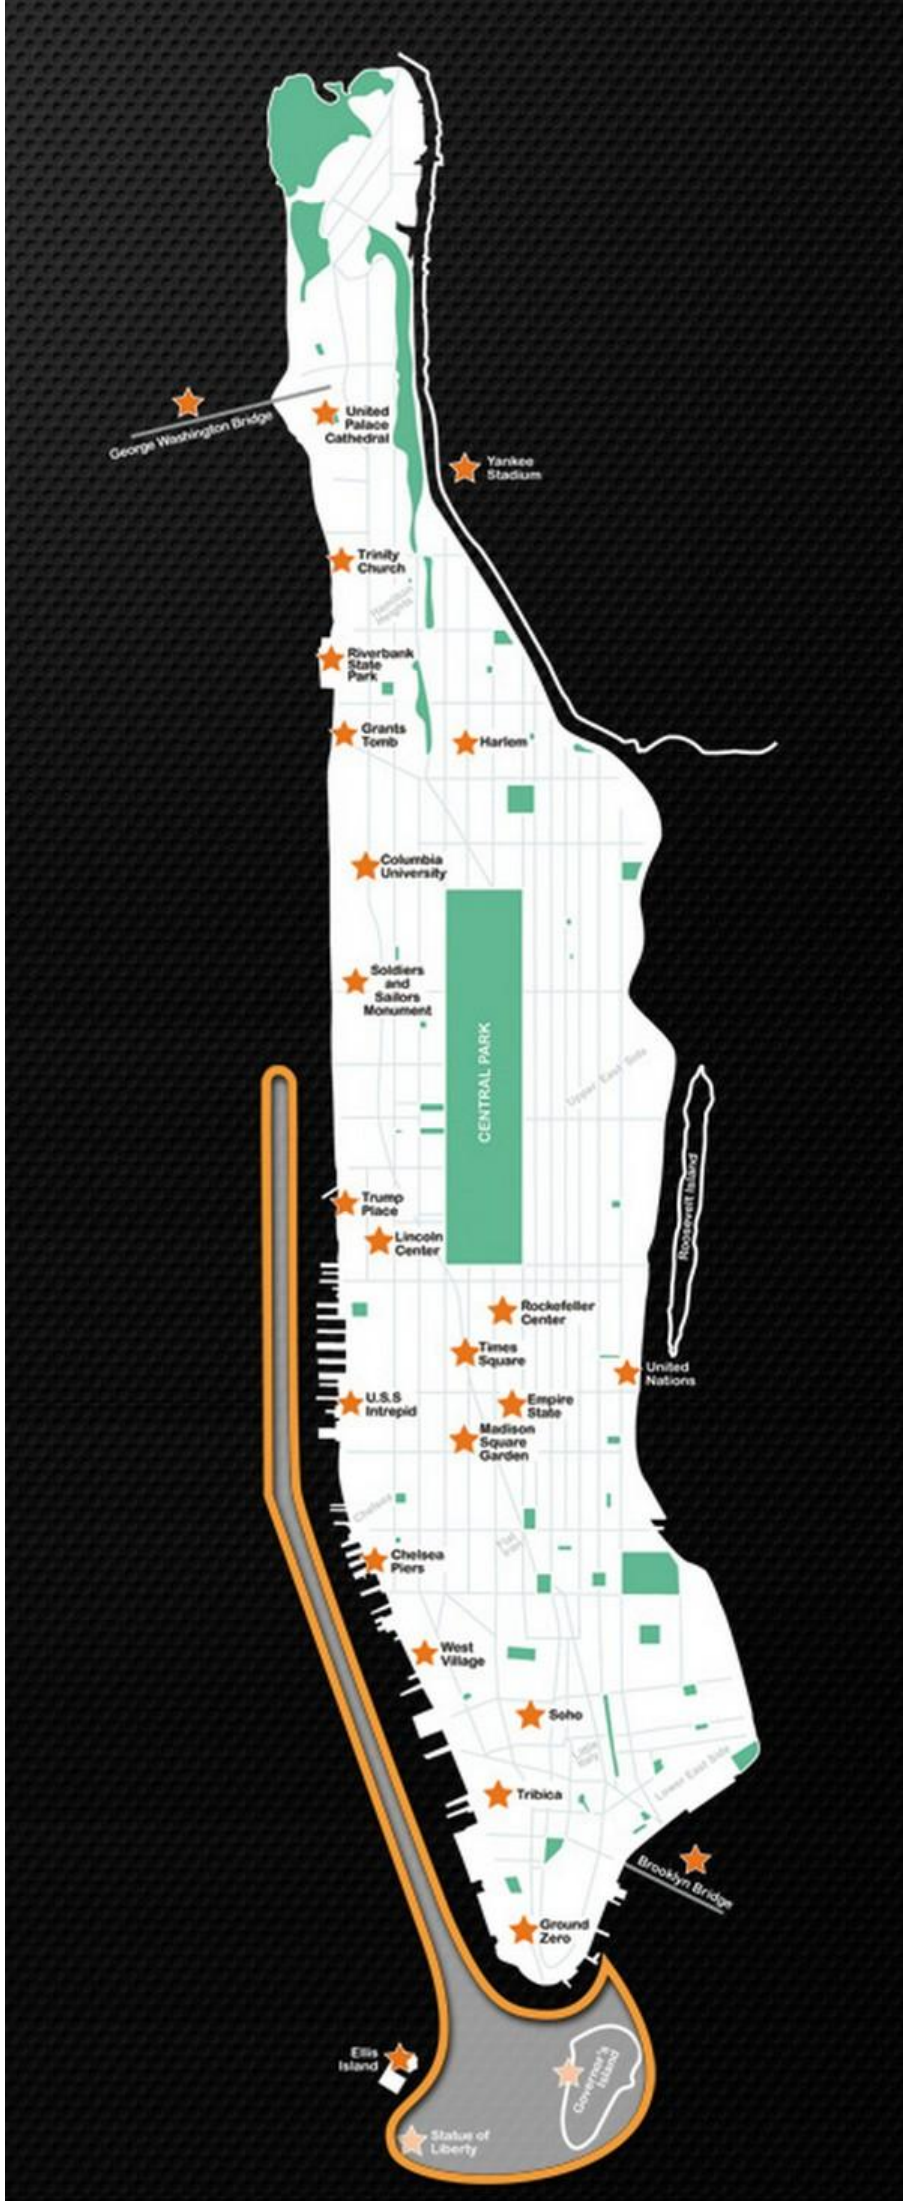 George Washington Bridge
United
Palace
Cathedral
Yankee
Stadium
Trinity
Church
Hamilton
Heights
Riverbank
State
Park
Grants
Tomb
Harlem
Columbia
University
Soldiers
and
Sailors
Monument
CENTRAL PARK
Upper East Side
Roosevelt Island
Trump
Place
Lincoln
Center
Rockefeller
Center
Times
Square
United
Nations
U.S.S
Intrepid
Empire
State
Madison
Square
Garden
Chelsea
Flat
Iron
Chelsea
Piers
West
Village
Soho
Little
Italy
Lower East Side
Tribica
Brooklyn Bridge
Ground
Zero
Ellis
Island
Governor's
Island
Statue of
Liberty